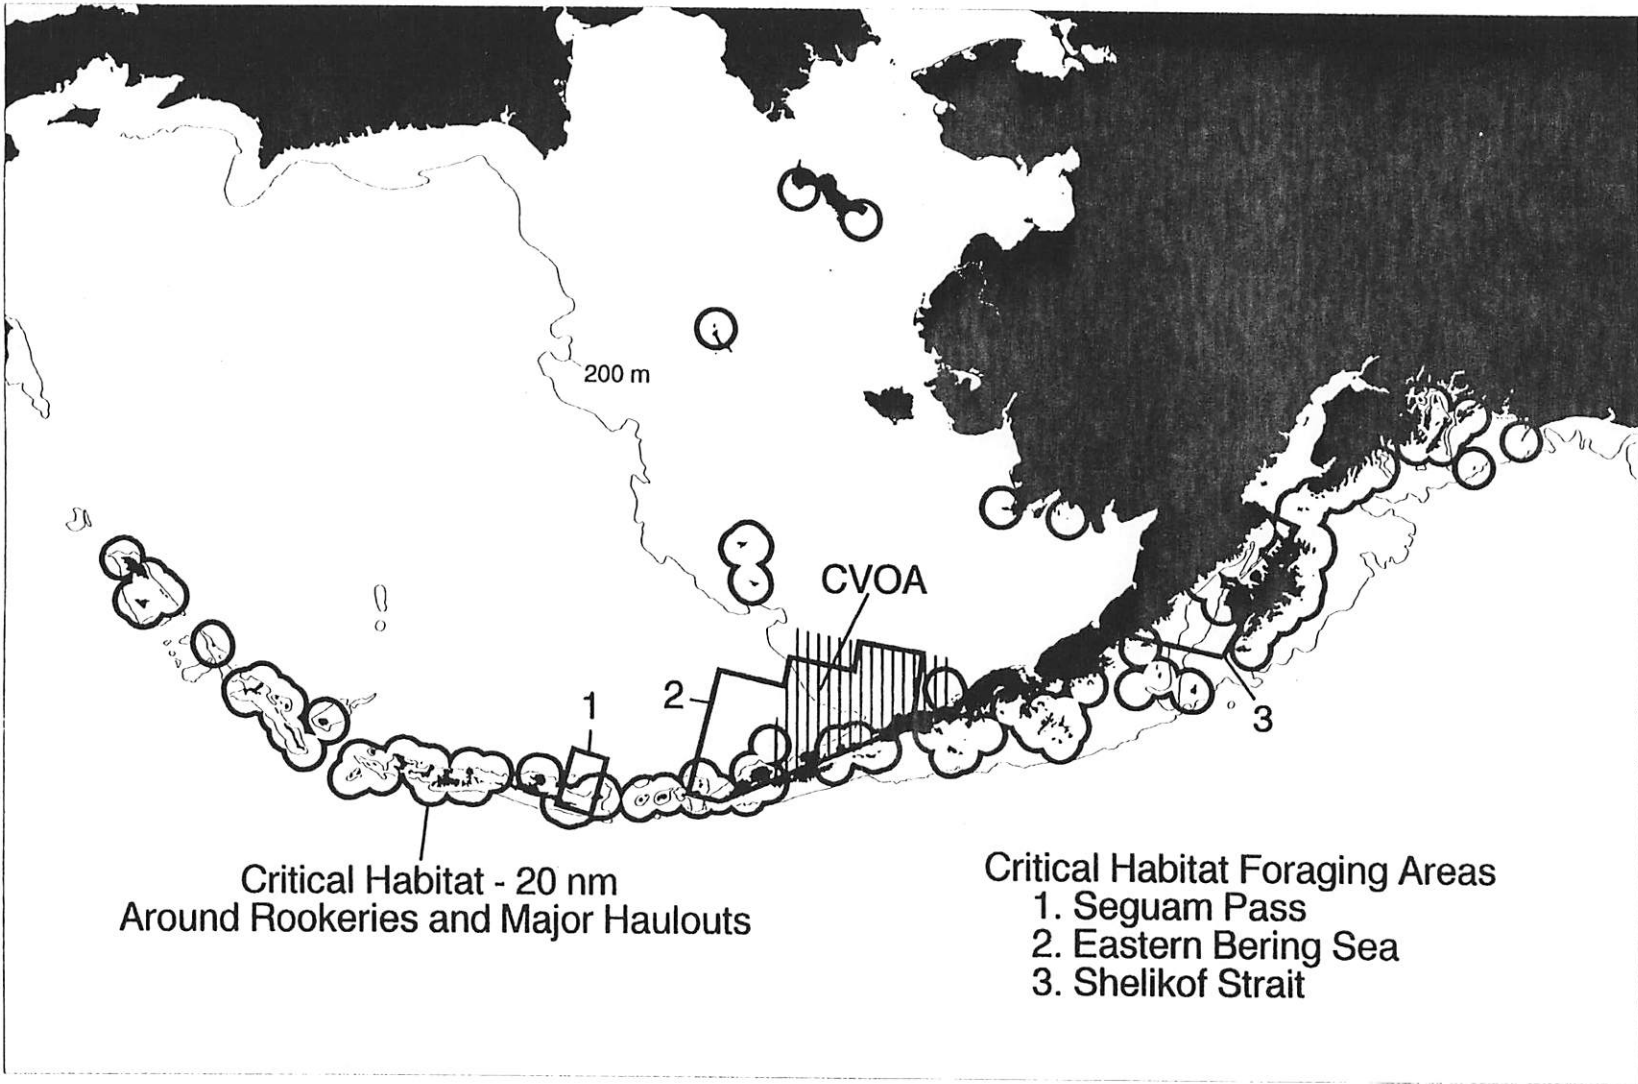 200 m
CVOA
2
1
3
Critical Habitat - 20 nm
Around Rookeries and Major Haulouts
Critical Habitat Foraging Areas
1. Seguam Pass
2. Eastern Bering Sea
3. Shelikof Strait